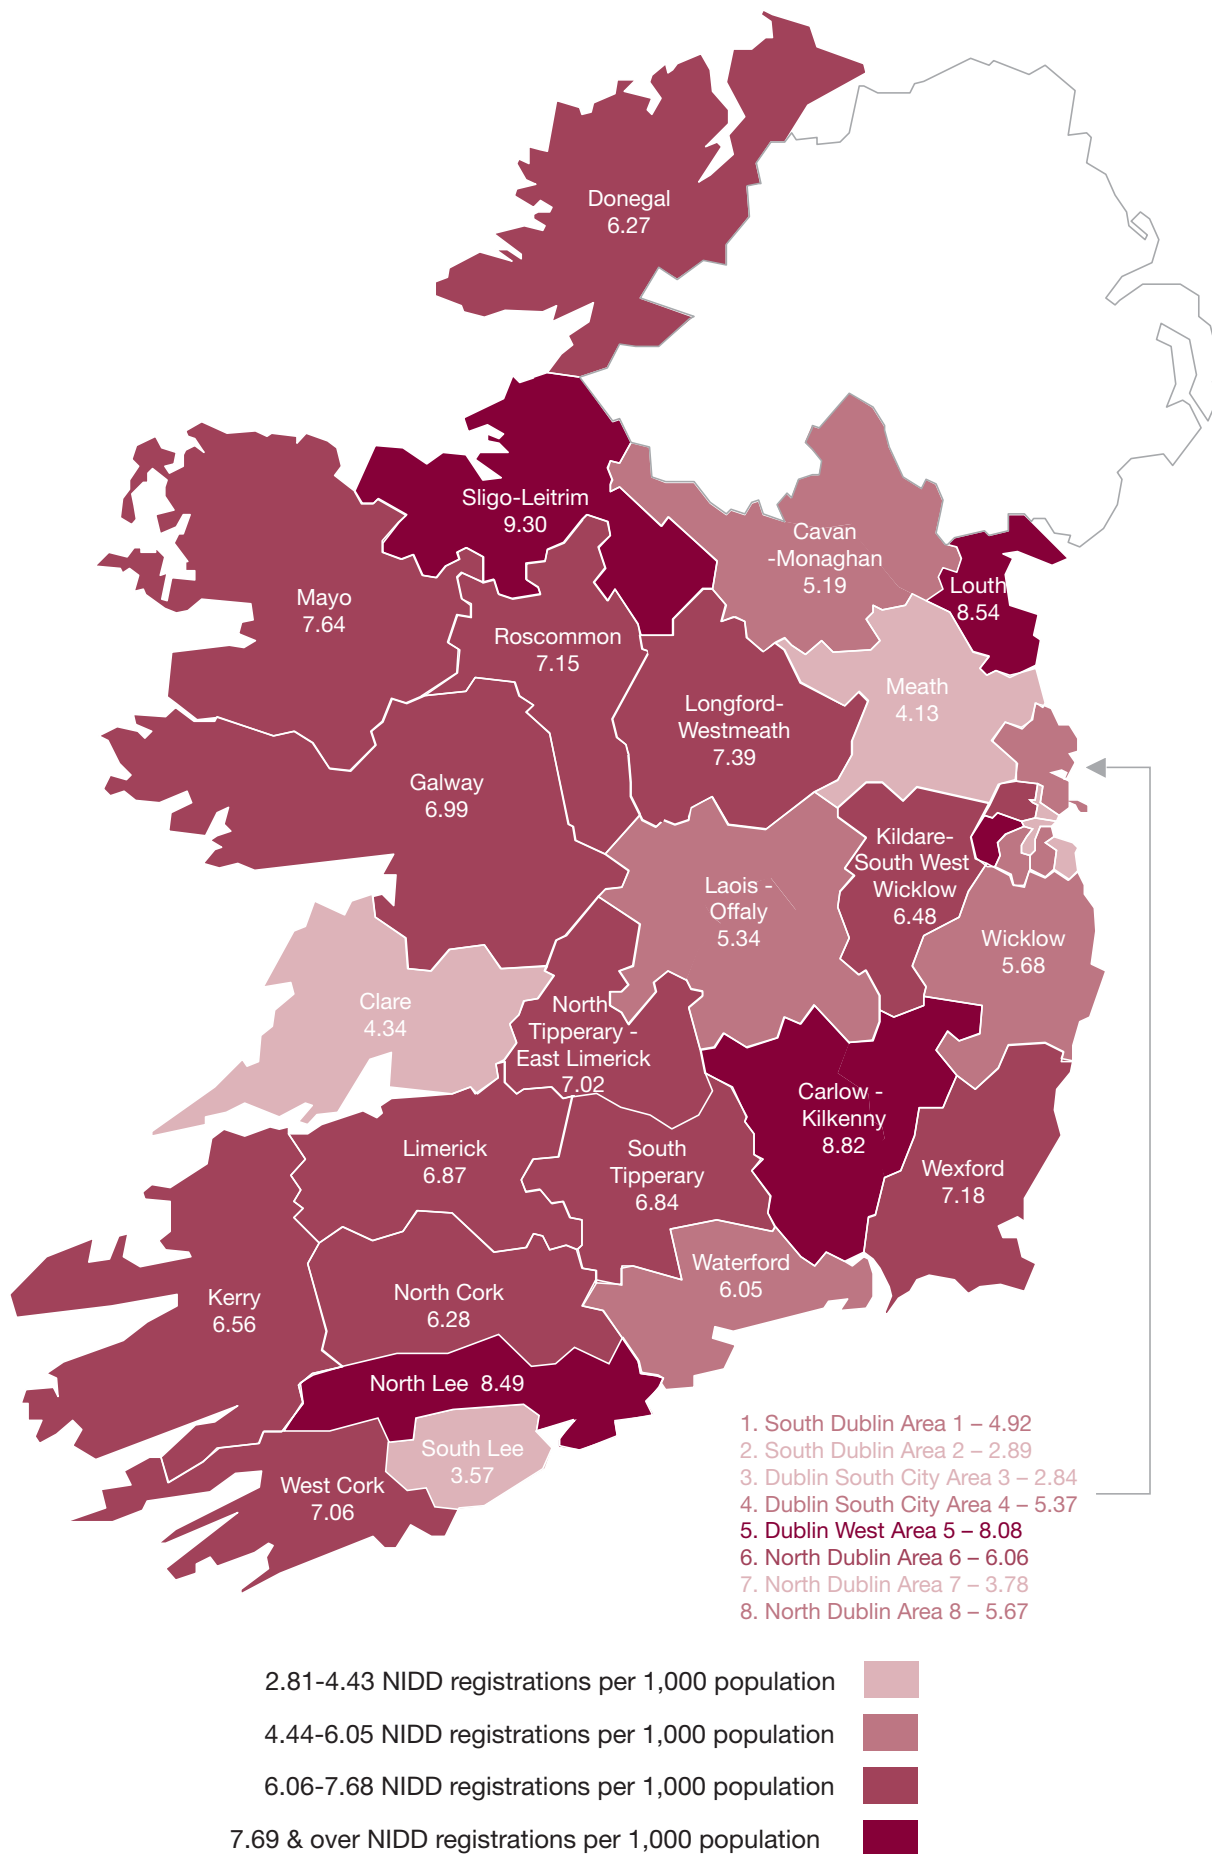 Donegal
6.27
Sligo-Leitrim
9.30
Cavan
-Monaghan
5.19
Louth
8.54
Mayo
7.64
Roscommon
7.15
Meath
4.13
Longford-
Westmeath
7.39
Galway
6.99
Kildare-
South West
Wicklow
6.48
Laois -
Offaly
5.34
Wicklow
5.68
Clare
4.34
North
Tipperary -
East Limerick
7.02
Carlow -
Kilkenny
8.82
Limerick
6.87
South
Tipperary
6.84
Wexford
7.18
Waterford
6.05
Kerry
6.56
North Cork
6.28
North Lee 8.49
South Lee
3.57
West Cork
7.06
1. South Dublin Area 1 – 4.92
2. South Dublin Area 2 – 2.89
3. Dublin South City Area 3 – 2.84
4. Dublin South City Area 4 – 5.37
5. Dublin West Area 5 – 8.08
6. North Dublin Area 6 – 6.06
7. North Dublin Area 7 – 3.78
8. North Dublin Area 8 – 5.67
2.81-4.43 NIDD registrations per 1,000 population
4.44-6.05 NIDD registrations per 1,000 population
6.06-7.68 NIDD registrations per 1,000 population
7.69 & over NIDD registrations per 1,000 population